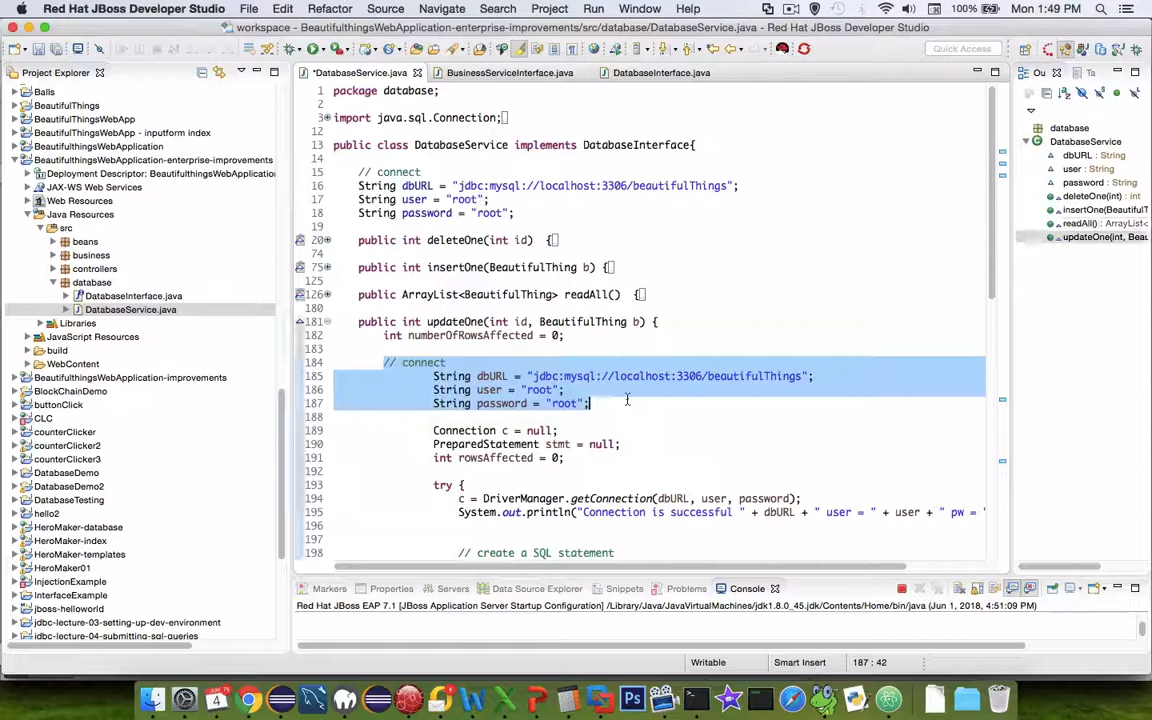 Red Hat JBoss Developer Studio File Edit Refactor Source Navigate Search Project Run Window Help 100% Mon 1:49 PM
workspace - BeautifulthingsWebApplication-enterprise-improvements/src/database/DatabaseService.java - Red Hat JBoss Developer Studio
Quick Access
Project Explorer
*DatabaseService.java BusinessServiceInterface.java DatabaseInterface.java
Ou Ta
Balls
BeautifulThings
BeautifulThingsWebApp
BeautifulThingsWebApp - inputform index
BeautifulthingsWebApplication
BeautifulthingsWebApplication-enterprise-improvements
Deployment Descriptor: BeautifulthingsWebApplication
JAX-WS Web Services
Web Resources
Java Resources
src
beans
business
controllers
database
DatabaseInterface.java
DatabaseService.java
Libraries
JavaScript Resources
build
WebContent
BeautifulthingsWebApplication-improvements
BlockChainDemo
buttonClick
CLC
counterClicker
counterClicker2
counterClicker3
DatabaseDemo
DatabaseDemo2
DatabaseTesting
hello2
HeroMaker-database
HeroMaker-index
HeroMaker-templates
HeroMaker01
InjectionExample
InterfaceExample
jboss-helloworld
jdbc-lecture-03-setting-up-dev-environment
jdbc-lecture-04-submitting-sql-queries
1 package database;
2
3 import java.sql.Connection;
12
13 public class DatabaseService implements DatabaseInterface{
14
15 // connect
16 String dbURL = "jdbc:mysql://localhost:3306/beautifulThings";
17 String user = "root";
18 String password = "root";
19
20 public int deleteOne(int id) {
75 public int insertOne(BeautifulThing b) {
125
126 public ArrayList<BeautifulThing> readAll() {
180
181 public int updateOne(int id, BeautifulThing b) {
182 int numberOfRowsAffected = 0;
183
184 // connect
185 String dbURL = "jdbc:mysql://localhost:3306/beautifulThings";
186 String user = "root";
187 String password = "root";
188
189 Connection c = null;
190 PreparedStatement stmt = null;
191 int rowsAffected = 0;
192
193 try {
194 c = DriverManager.getConnection(dbURL, user, password);
195 System.out.println("Connection is successful " + dbURL + " user = " + user + " pw = "
196
197
198 // create a SQL statement
database
DatabaseService
dbURL : String
user : String
password : String
deleteOne(int) : int
insertOne(BeautifulT
readAll() : ArrayList<
updateOne(int, Beau
Markers Properties Servers Data Source Explorer Snippets Problems Console
Red Hat JBoss EAP 7.1 [JBoss Application Server Startup Configuration] /Library/Java/JavaVirtualMachines/jdk1.8.0_45.jdk/Contents/Home/bin/java (Jun 1, 2018, 4:51:09 PM)
Writable Smart Insert 187 : 42